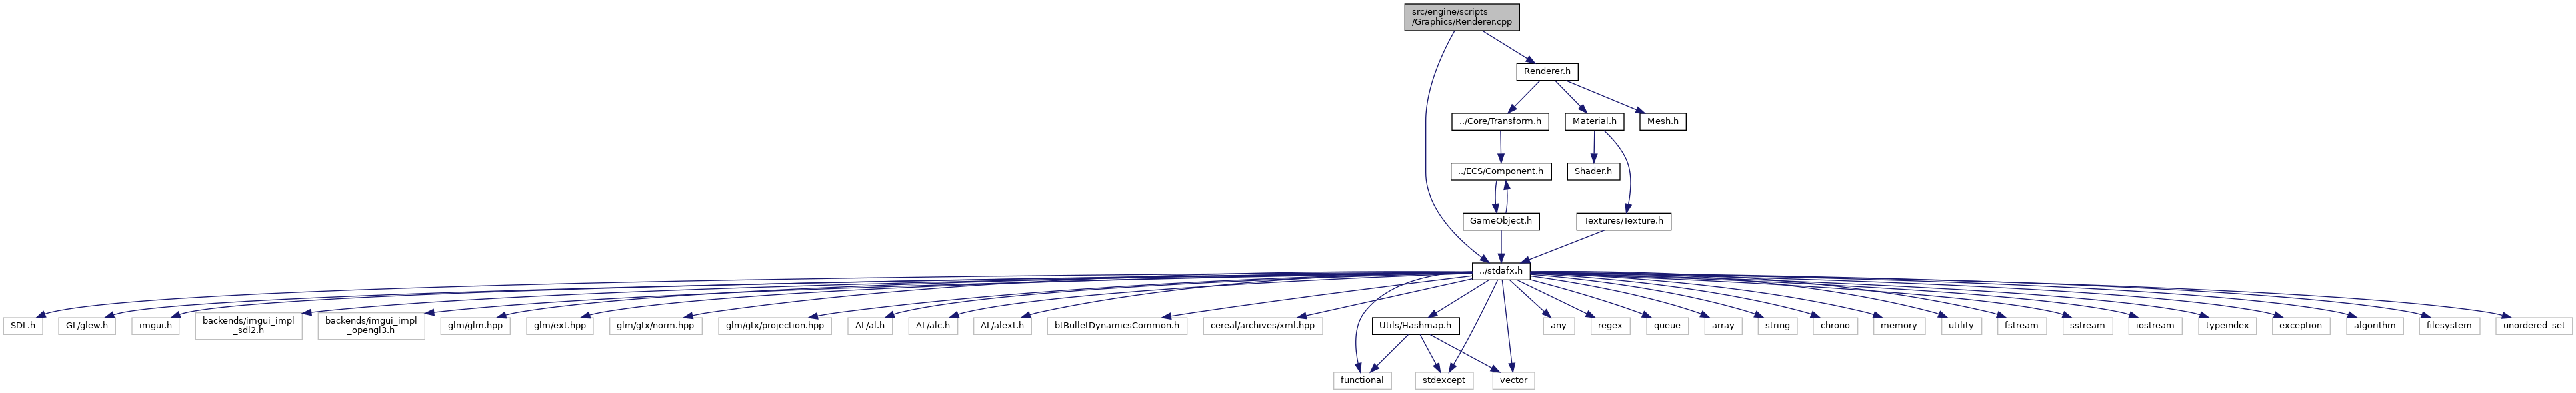 src/engine/scripts
/Graphics/Renderer.cpp
Renderer.h
../Core/Transform.h
Material.h
Mesh.h
../ECS/Component.h
Shader.h
GameObject.h
Textures/Texture.h
../stdafx.h
SDL.h
GL/glew.h
imgui.h
backends/imgui_impl
_sdl2.h
backends/imgui_impl
_opengl3.h
glm/glm.hpp
glm/ext.hpp
glm/gtx/norm.hpp
glm/gtx/projection.hpp
AL/al.h
AL/alc.h
AL/alext.h
btBulletDynamicsCommon.h
cereal/archives/xml.hpp
Utils/Hashmap.h
any
regex
queue
array
string
chrono
memory
utility
fstream
sstream
iostream
typeindex
exception
algorithm
filesystem
unordered_set
functional
stdexcept
vector